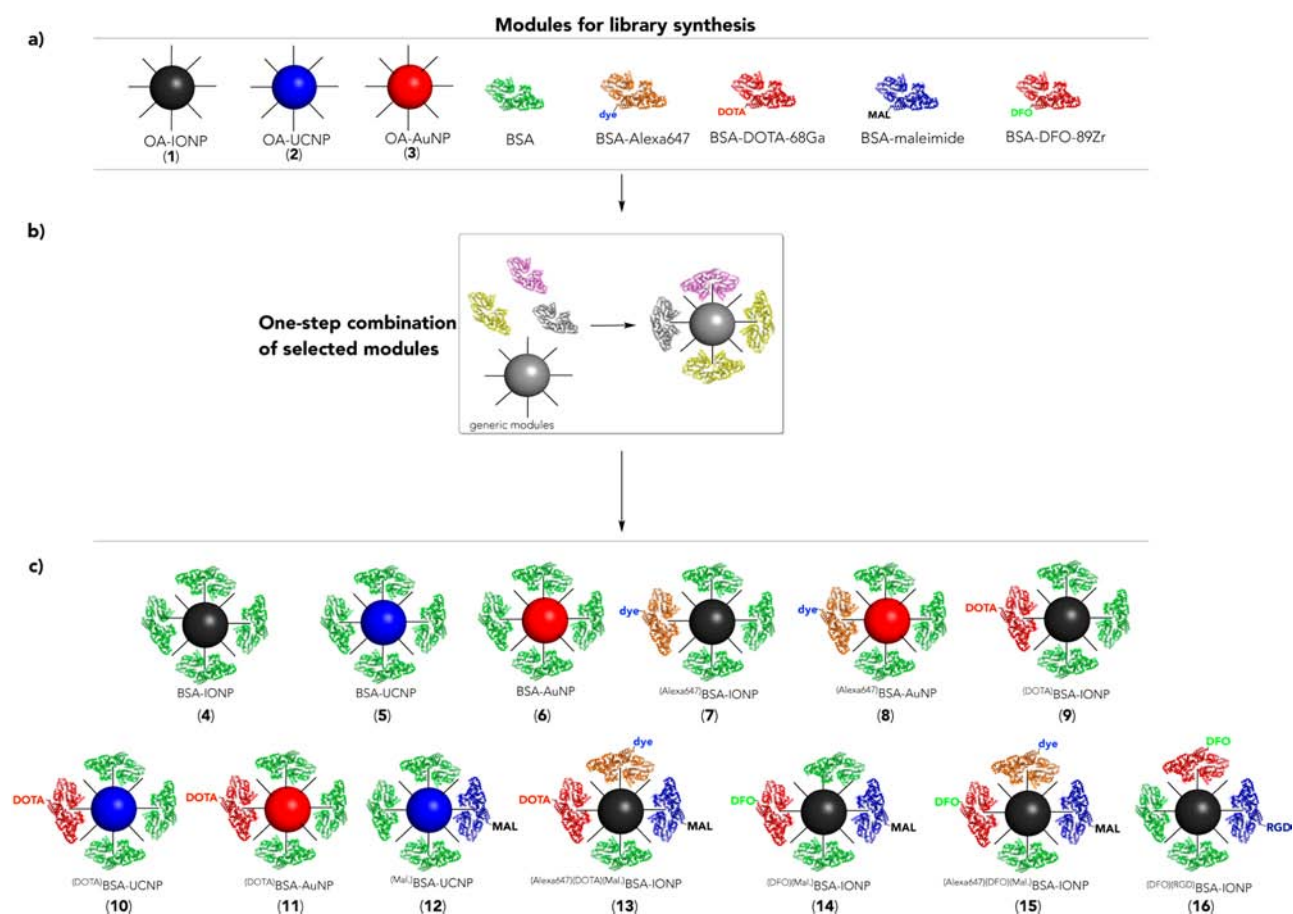 Modules for library synthesis
a)
dye
DOTA
MAL
DFO
OA-IONP
(1)
OA-UCNP
(2)
OA-AuNP
(3)
BSA
BSA-Alexa647
BSA-DOTA-68Ga
BSA-maleimide
BSA-DFO-89Zr
b)
One-step combination
of selected modules
generic modules
c)
dye
dye
DOTA
BSA-IONP
(4)
BSA-UCNP
(5)
BSA-AuNP
(6)
(Alexa647)BSA-IONP
(7)
(Alexa647)BSA-AuNP
(8)
(DOTA)BSA-IONP
(9)
DOTA
DOTA
MAL
dye
DOTA
MAL
DFO
MAL
dye
DFO
MAL
DFO
RGD
(DOTA)BSA-UCNP
(10)
(DOTA)BSA-AuNP
(11)
(Mal.)BSA-UCNP
(12)
(Alexa647)(DOTA)(Mal.)BSA-IONP
(13)
(DFO)(Mal.)BSA-IONP
(14)
(Alexa647)(DFO)(Mal.)BSA-IONP
(15)
(DFO)(RGD)BSA-IONP
(16)